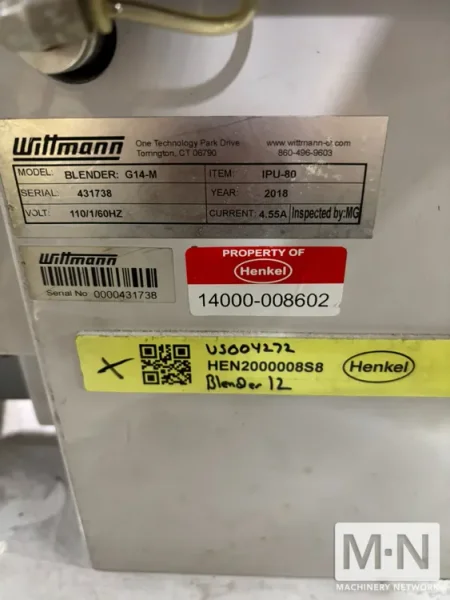 Wittmann
One Technology Park Drive
Torrington, CT 06790
www.wittmann-ct.com
860-496-9603
MODEL: BLENDER: G14-M ITEM: IPU-80
SERIAL: 431738 YEAR: 2018
VOLT: 110/1/60HZ CURRENT: 4.55A Inspected by:MG
Wittmann
Serial No 0000431738
PROPERTY OF
Henkel
14000-008602
X
US004272
HEN2000008S8
Blender 12
Henkel
M·N
MACHINERY NETWORK